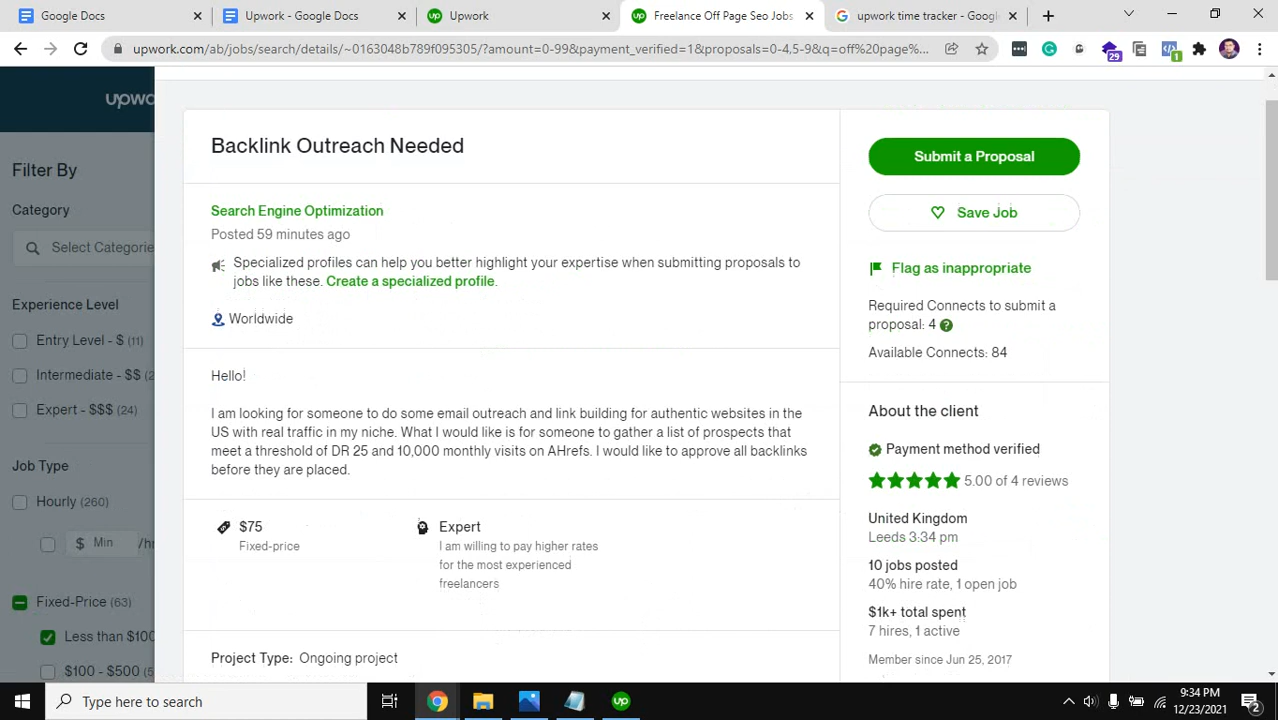 Google Docs
Upwork - Google Docs
Upwork
Freelance Off Page Seo Jobs
upwork time tracker - Googl
upwork.com/ab/jobs/search/details/~0163048b789f095305/?amount=0-99&payment_verified=1&proposals=0-4,5-9&q=off%20page%...
29
1
upwo
Filter By
Category
Select Categorie
Experience Level
Entry Level - $ (11)
Intermediate - $$ (2
Expert - $$$ (24)
Job Type
Hourly (260)
$ Min /hr
Fixed-Price (63)
Less than $100
$100 - $500 (5
Backlink Outreach Needed
Search Engine Optimization
Posted 59 minutes ago
Specialized profiles can help you better highlight your expertise when submitting proposals to
jobs like these. Create a specialized profile.
Worldwide
Hello!
I am looking for someone to do some email outreach and link building for authentic websites in the
US with real traffic in my niche. What I would like is for someone to gather a list of prospects that
meet a threshold of DR 25 and 10,000 monthly visits on AHrefs. I would like to approve all backlinks
before they are placed.
$75
Fixed-price
Expert
I am willing to pay higher rates
for the most experienced
freelancers
Project Type: Ongoing project
Submit a Proposal
Save Job
Flag as inappropriate
Required Connects to submit a
proposal: 4
Available Connects: 84
About the client
Payment method verified
5.00 of 4 reviews
United Kingdom
Leeds 3:34 pm
10 jobs posted
40% hire rate, 1 open job
$1k+ total spent
7 hires, 1 active
Member since Jun 25, 2017
Type here to search
up
9:34 PM
12/23/2021
2